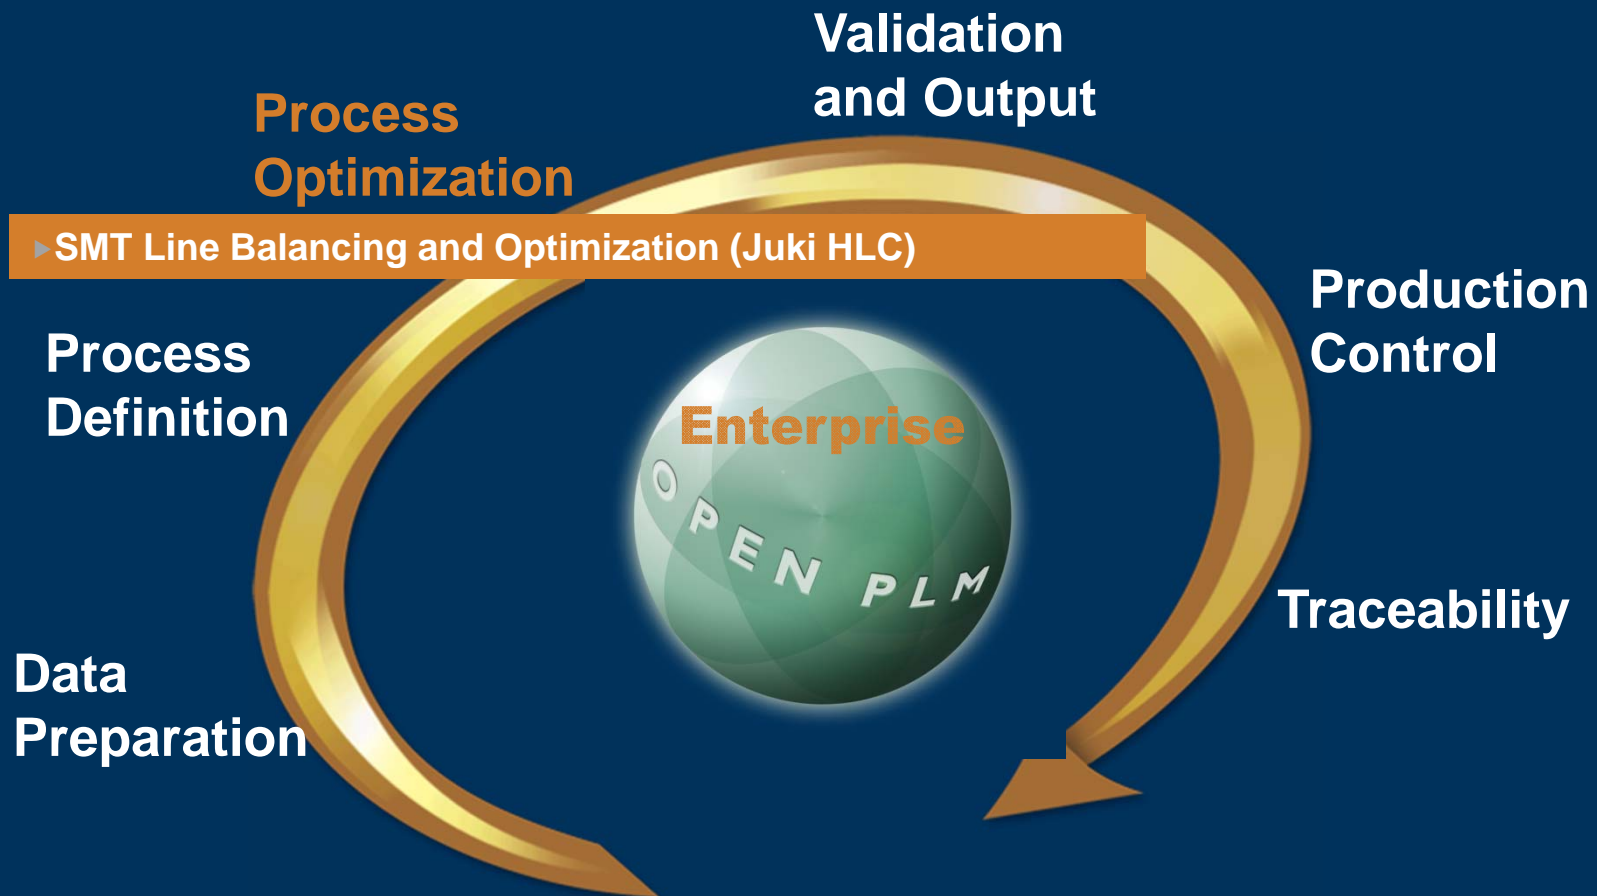 Validation
and Output
Process
Optimization
SMT Line Balancing and Optimization (Juki HLC)
Production
Control
Process
Definition
Enterprise
OPEN PLM
Traceability
Data
Preparation